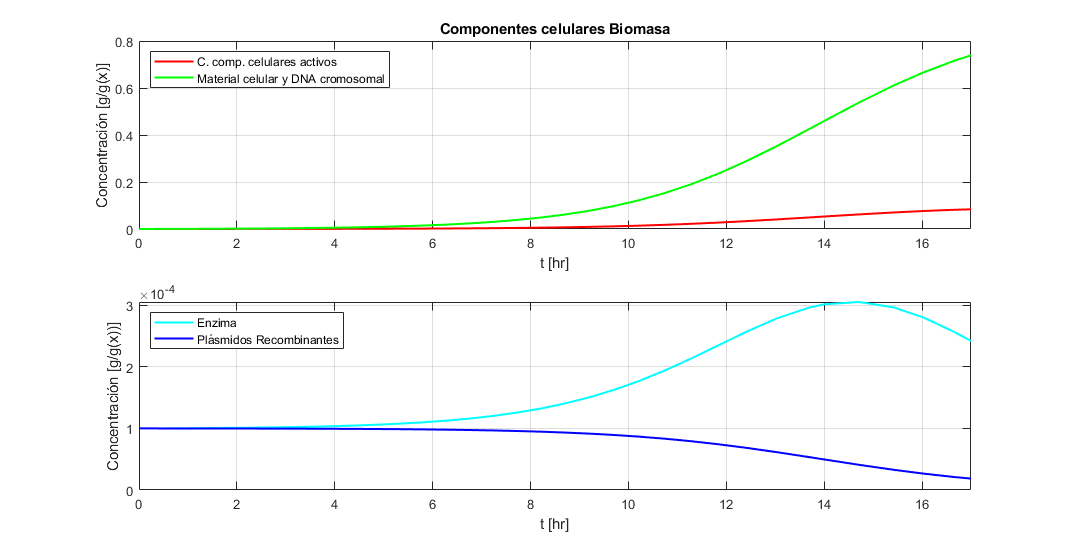 Componentes celulares Biomasa
Concentración [g/g(x)]
0.8
0.6
0.4
0.2
0
C. comp. celulares activos
Material celular y DNA cromosomal
0 2 4 6 8 10 12 14 16
t [hr]
×10-4
Concentración [g/g(x))]
3
2
1
0
Enzima
Plásmidos Recombinantes
0 2 4 6 8 10 12 14 16
t [hr]